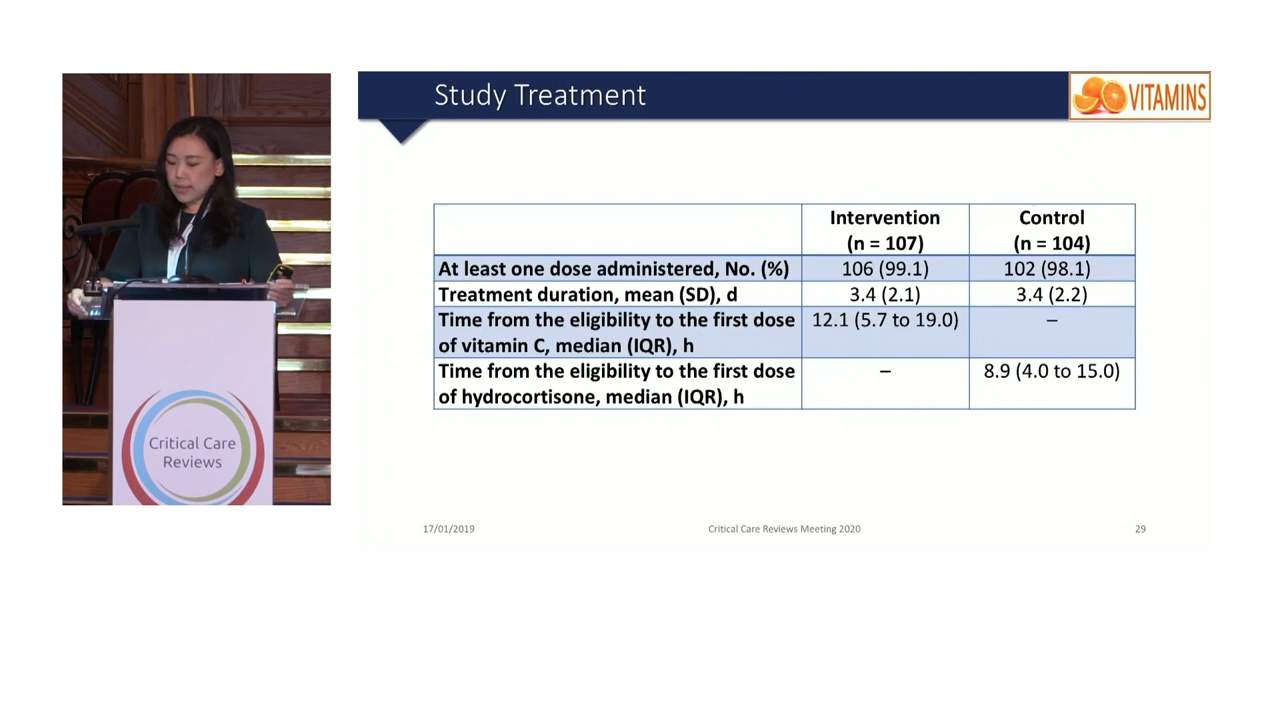 Study Treatment
VITAMINS
Intervention
(n = 107)
Control
(n = 104)
At least one dose administered, No. (%)
106 (99.1)
102 (98.1)
Treatment duration, mean (SD), d
3.4 (2.1)
3.4 (2.2)
Time from the eligibility to the first dose
of vitamin C, median (IQR), h
12.1 (5.7 to 19.0)
–
Time from the eligibility to the first dose
of hydrocortisone, median (IQR), h
–
8.9 (4.0 to 15.0)
Critical Care
Reviews
17/01/2019
Critical Care Reviews Meeting 2020
29